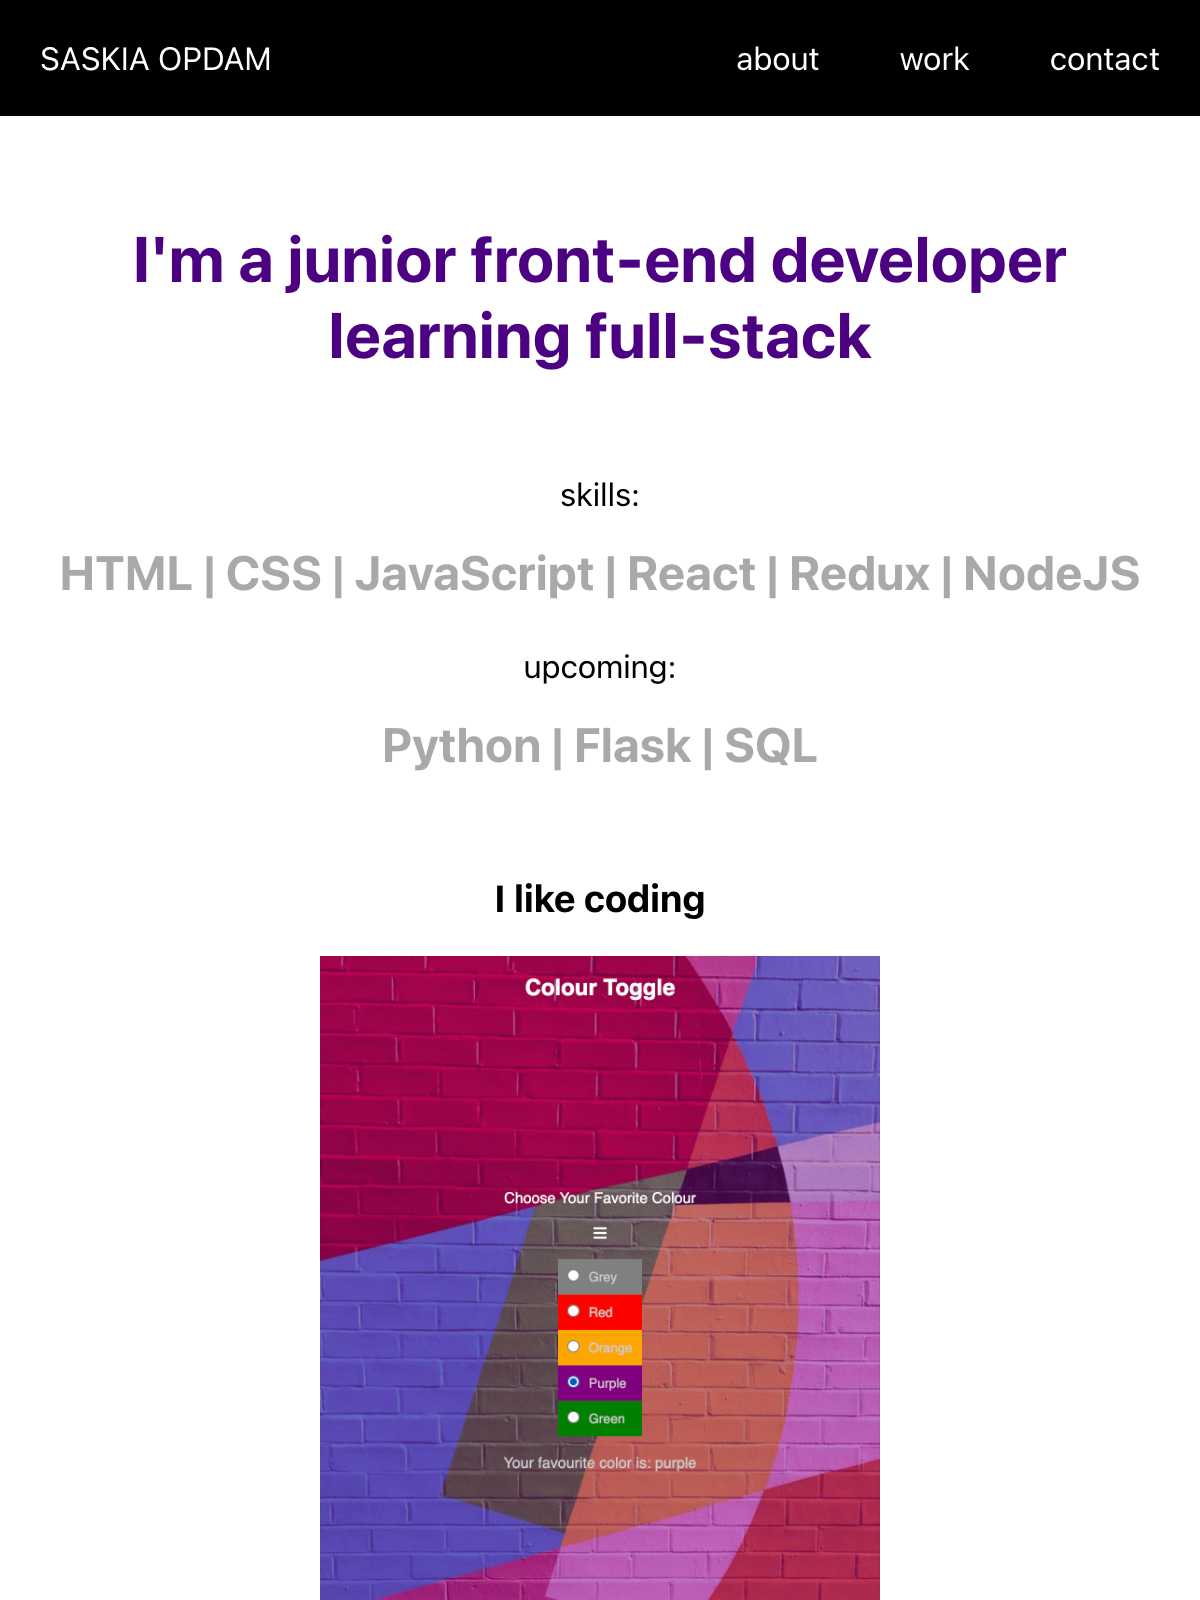 SASKIA OPDAM about work contact
I'm a junior front-end developer
learning full-stack
skills:
HTML | CSS | JavaScript | React | Redux | NodeJS
upcoming:
Python | Flask | SQL
I like coding
Colour Toggle
Choose Your Favorite Colour
Grey
Red
Orange
Purple
Green
Your favourite color is: purple